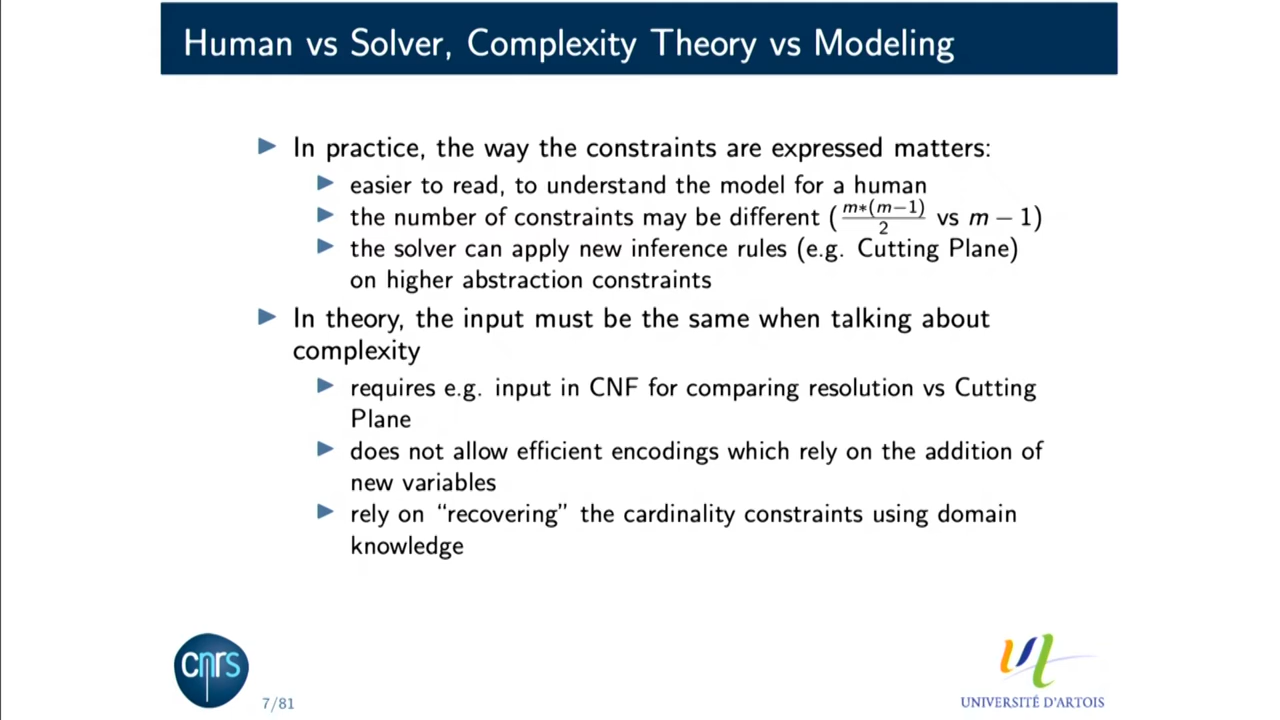 Human vs Solver, Complexity Theory vs Modeling
In practice, the way the constraints are expressed matters:
easier to read, to understand the model for a human
the number of constraints may be different (m*(m−1)/2 vs m − 1)
the solver can apply new inference rules (e.g. Cutting Plane)
on higher abstraction constraints
In theory, the input must be the same when talking about
complexity
requires e.g. input in CNF for comparing resolution vs Cutting
Plane
does not allow efficient encodings which rely on the addition of
new variables
rely on “recovering” the cardinality constraints using domain
knowledge
cnrs
7/81
UNIVERSITÉ D'ARTOIS